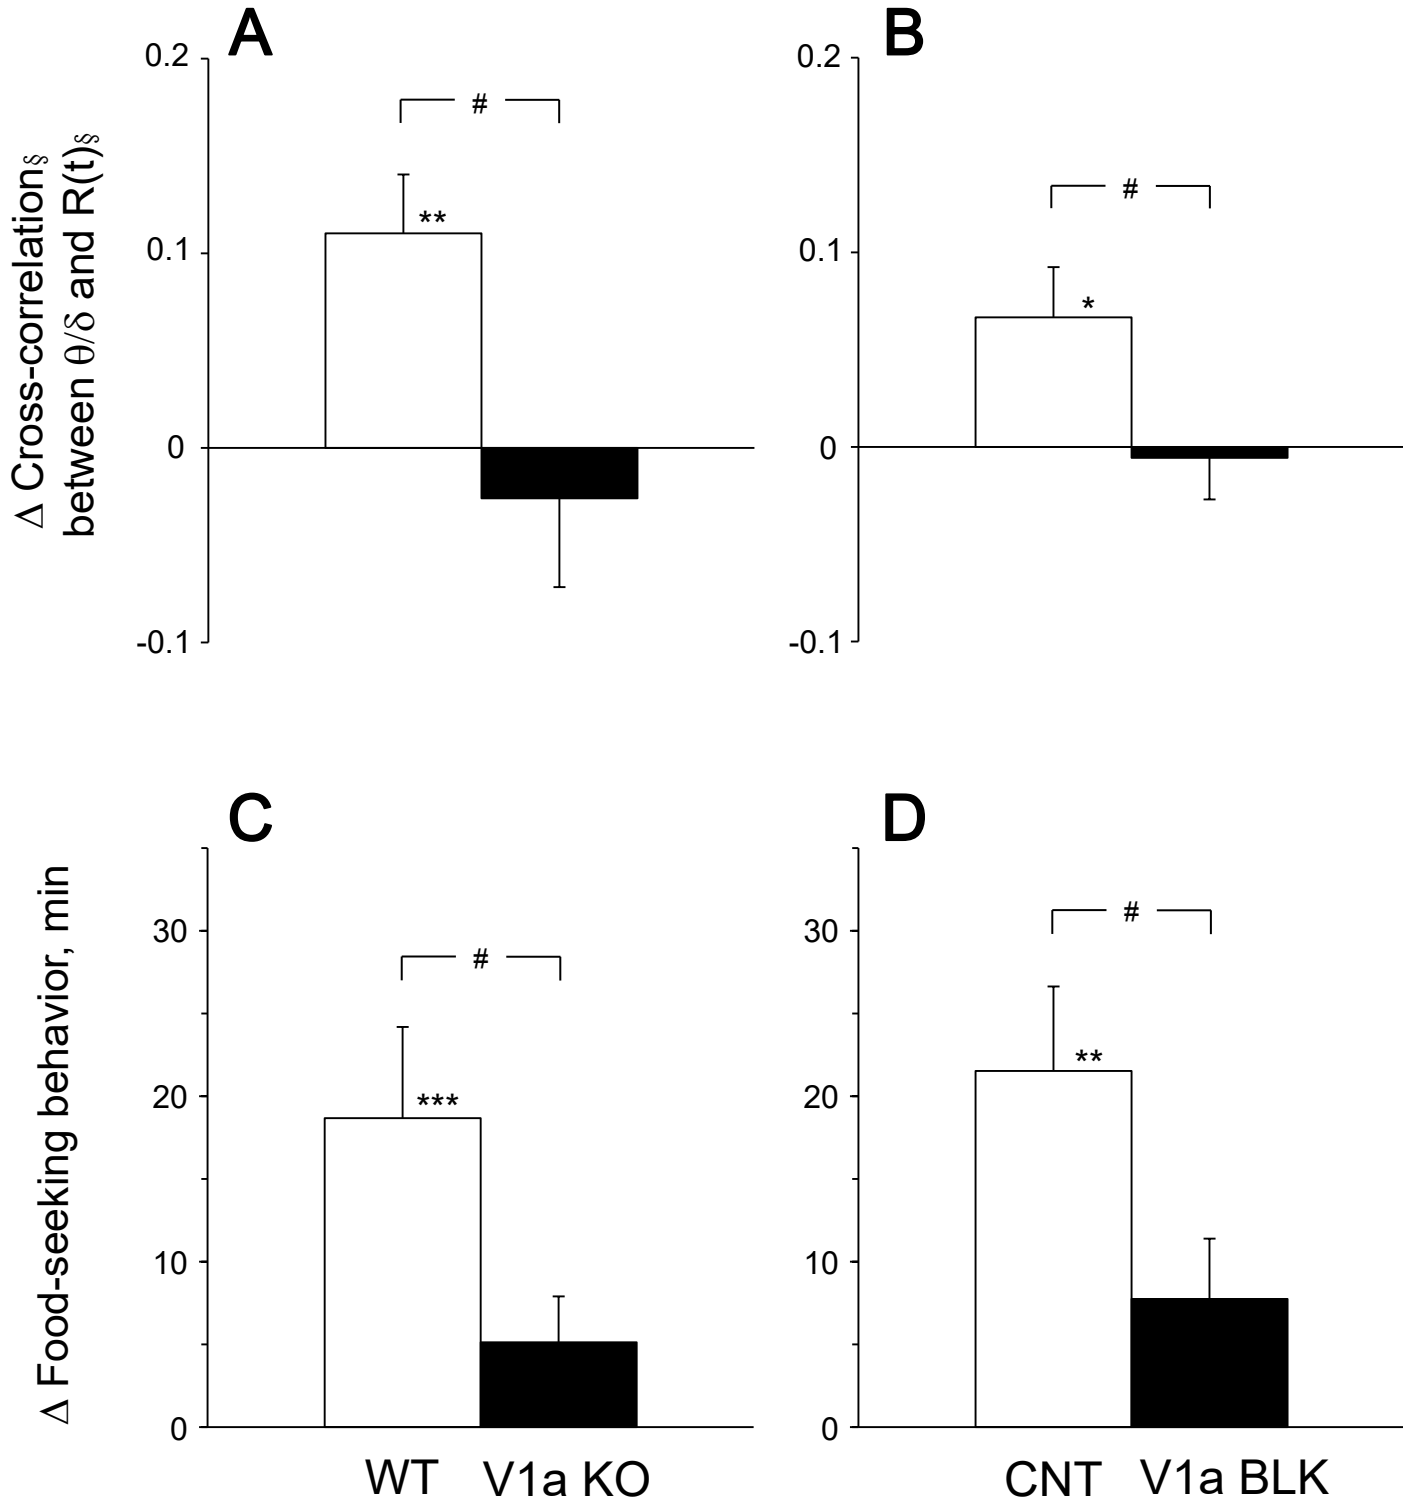 A
B
Δ Cross-correlation§
between θ/δ and R(t)§
0.2
0.1
0
-0.1
#
**
0.2
0.1
0
-0.1
#
*
C
D
Δ Food-seeking behavior, min
30
20
10
0
#
***
30
20
10
0
#
**
WT V1a KO
CNT V1a BLK